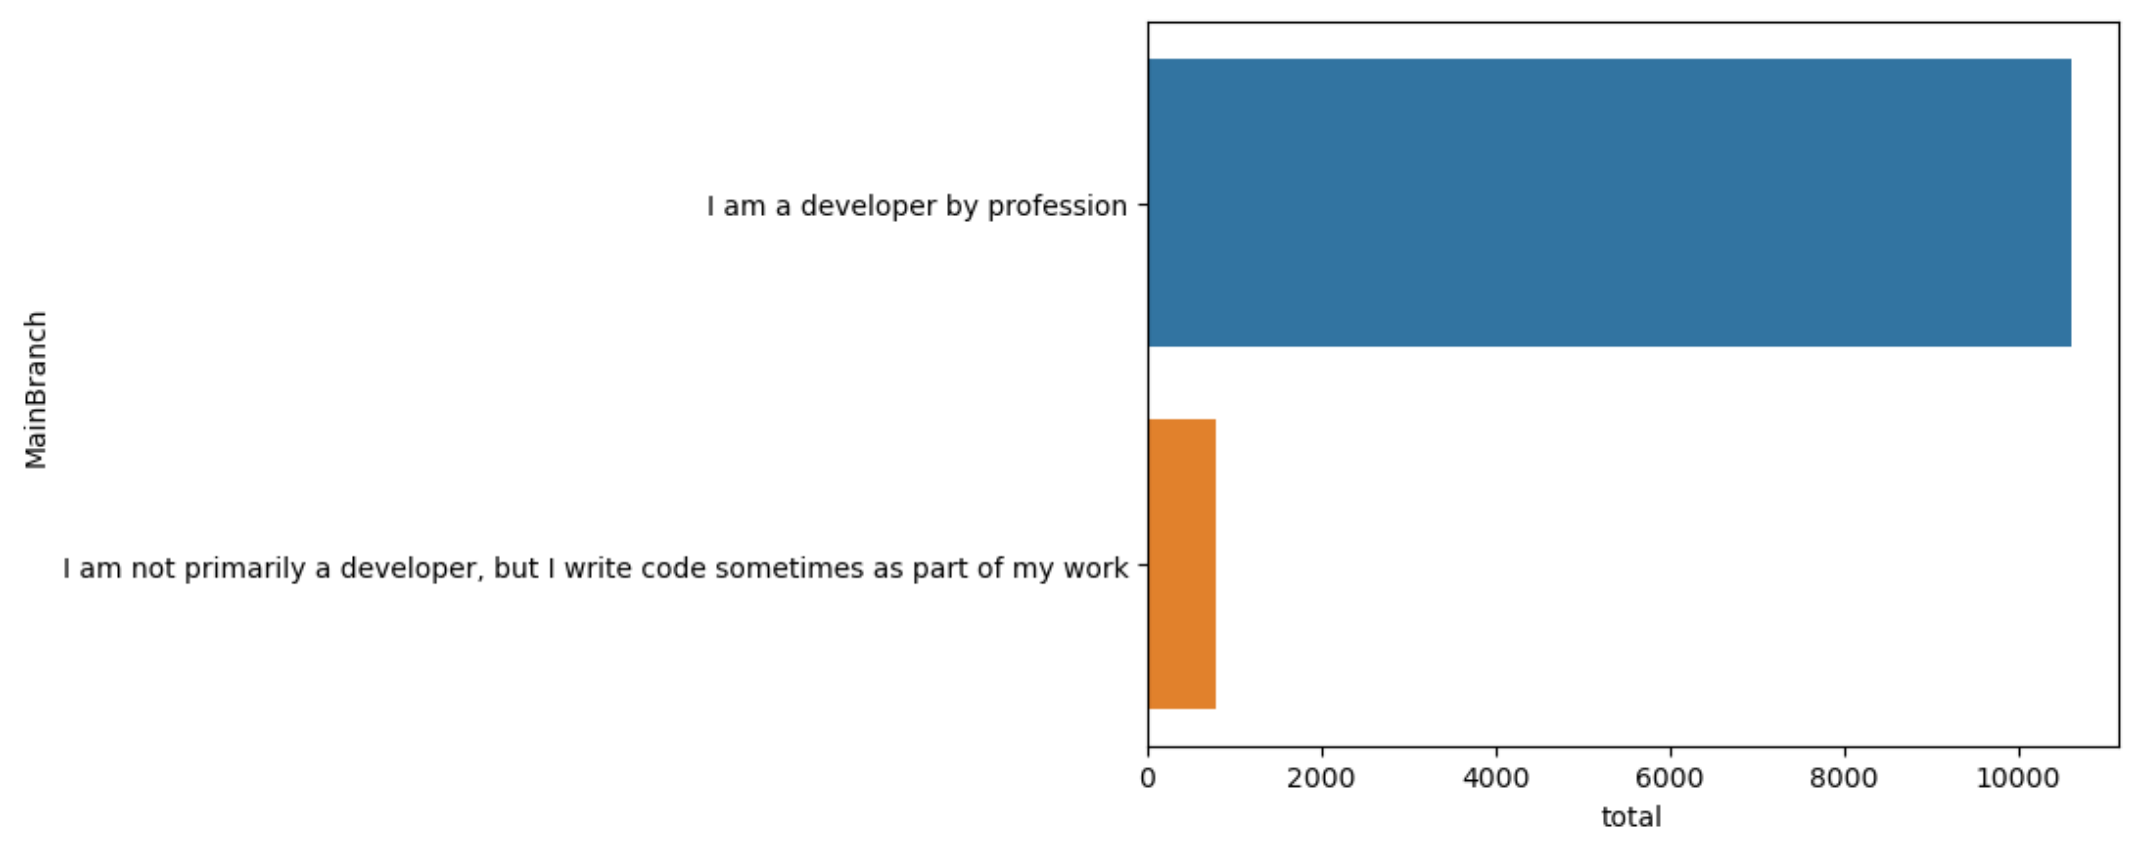 I am a developer by profession
MainBranch
I am not primarily a developer, but I write code sometimes as part of my work
0 2000 4000 6000 8000 10000
total